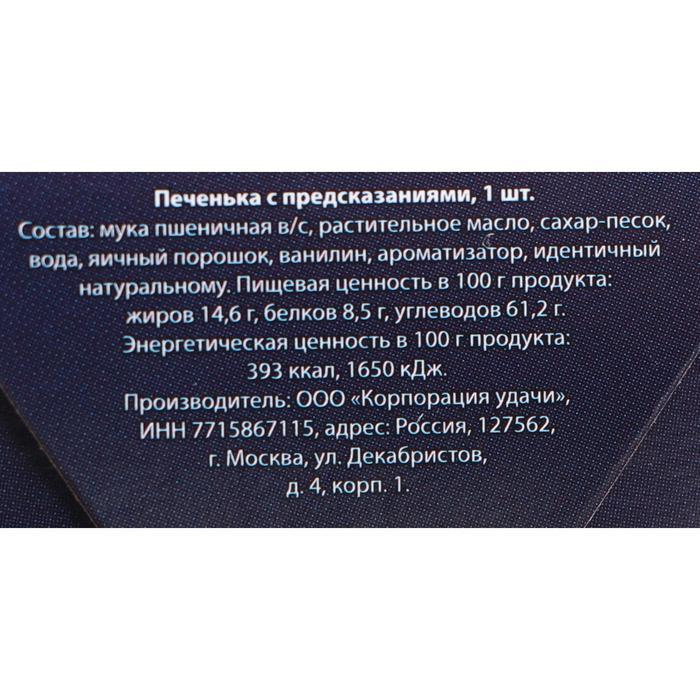 Печенька с предсказаниями, 1 шт.
Состав: мука пшеничная в/с, растительное масло, сахар-песок,
вода, яичный порошок, ванилин, ароматизатор, идентичный
натуральному. Пищевая ценность в 100 г продукта:
жиров 14,6 г, белков 8,5 г, углеводов 61,2 г.
Энергетическая ценность в 100 г продукта:
393 ккал, 1650 кДж.
Производитель: ООО «Корпорация удачи»,
ИНН 7715867115, адрес: Россия, 127562,
г. Москва, ул. Декабристов,
д. 4, корп. 1.